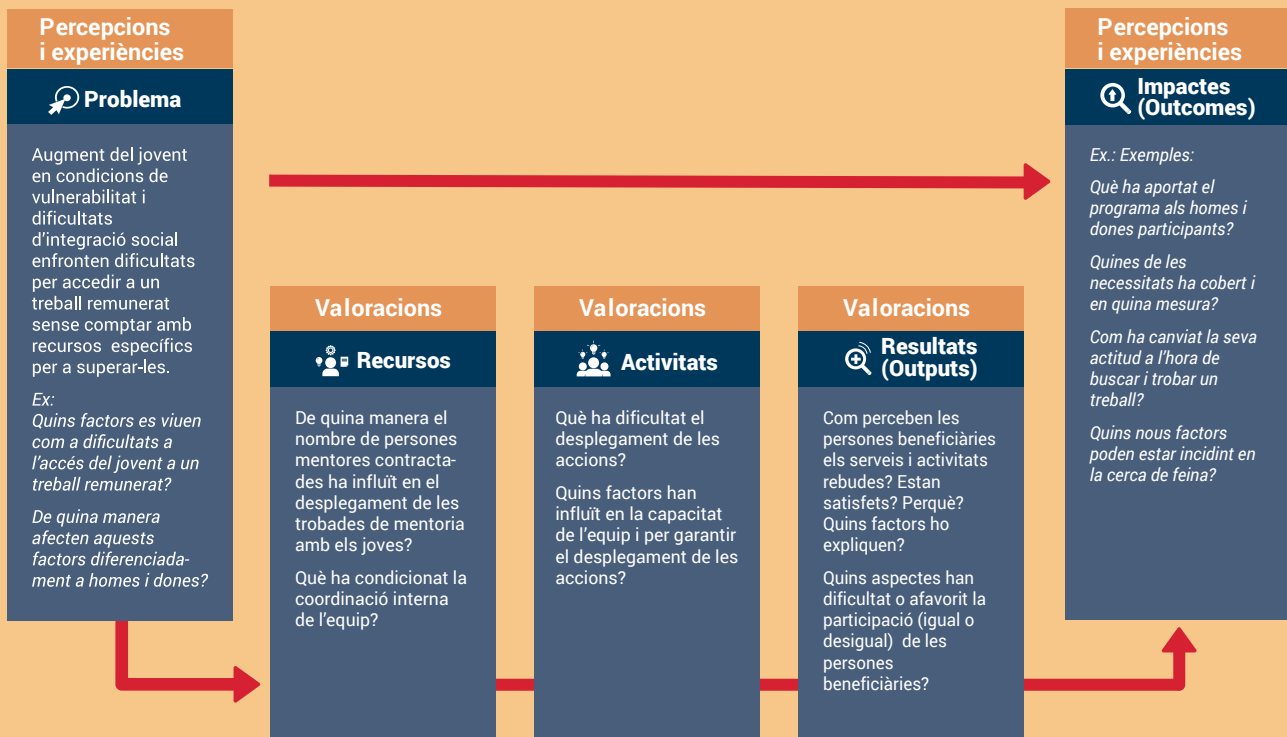 Percepcions
i experiències
Problema
Augment del jovent
en condicions de
vulnerabilitat i
dificultats
d'integració social
enfronten dificultats
per accedir a un
treball remunerat
sense comptar amb
recursos específics
per a superar-les.
Ex:
Quins factors es viuen
com a dificultats a
l'accés del jovent a un
treball remunerat?
De quina manera
afecten aquests
factors diferenciada-
ment a homes i dones?
Valoracions
Recursos
De quina manera el
nombre de persones
mentores contracta-
des ha influït en el
desplegament de les
trobades de mentoria
amb els joves?
Què ha condicionat la
coordinació interna
de l'equip?
Valoracions
Activitats
Què ha dificultat el
desplegament de les
accions?
Quins factors han
influït en la capacitat
de l'equip i per garantir
el desplegament de les
accions?
Valoracions
Resultats
(Outputs)
Com perceben les
persones beneficiàries
els serveis i activitats
rebudes? Estan
satisfets? Perquè?
Quins factors ho
expliquen?
Quins aspectes han
dificultat o afavorit la
participació (igual o
desigual) de les
persones
beneficiàries?
Percepcions
i experiències
Impactes
(Outcomes)
Ex.: Exemples:
Què ha aportat el
programa als homes i
dones participants?
Quines de les
necessitats ha cobert i
en quina mesura?
Com ha canviat la seva
actitud a l'hora de
buscar i trobar un
treball?
Quins nous factors
poden estar incidint en
la cerca de feina?